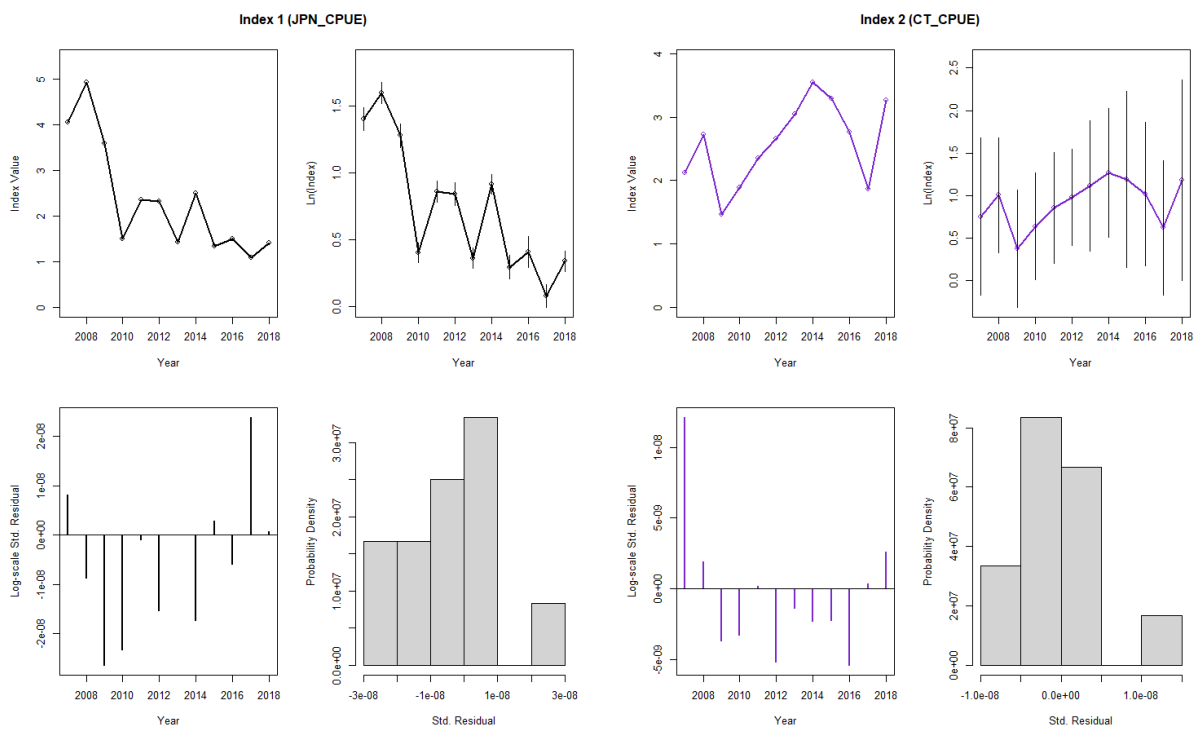 Index 1 (JPN_CPUE)
Index 2 (CT_CPUE)
Index Value
0 1 2 3 4 5
2008 2010 2012 2014 2016 2018
Year
Ln(Index)
0.0 0.5 1.0 1.5
2008 2010 2012 2014 2016 2018
Year
Index Value
0 1 2 3 4
2008 2010 2012 2014 2016 2018
Year
Ln(Index)
0.0 0.5 1.0 1.5 2.0 2.5
2008 2010 2012 2014 2016 2018
Year
Log-scale Std. Residual
-2e-08 -1e-08 0e+00 1e-08 2e-08
2008 2010 2012 2014 2016 2018
Year
Probability Density
0.0e+00 1.0e+07 2.0e+07 3.0e+07
-3e-08 -1e-08 1e-08 3e-08
Std. Residual
Log-scale Std. Residual
-5e-09 0e+00 5e-09 1e-08
2008 2010 2012 2014 2016 2018
Year
Probability Density
0e+00 2e+07 4e+07 6e+07 8e+07
-1.0e-08 0.0e+00 1.0e-08
Std. Residual